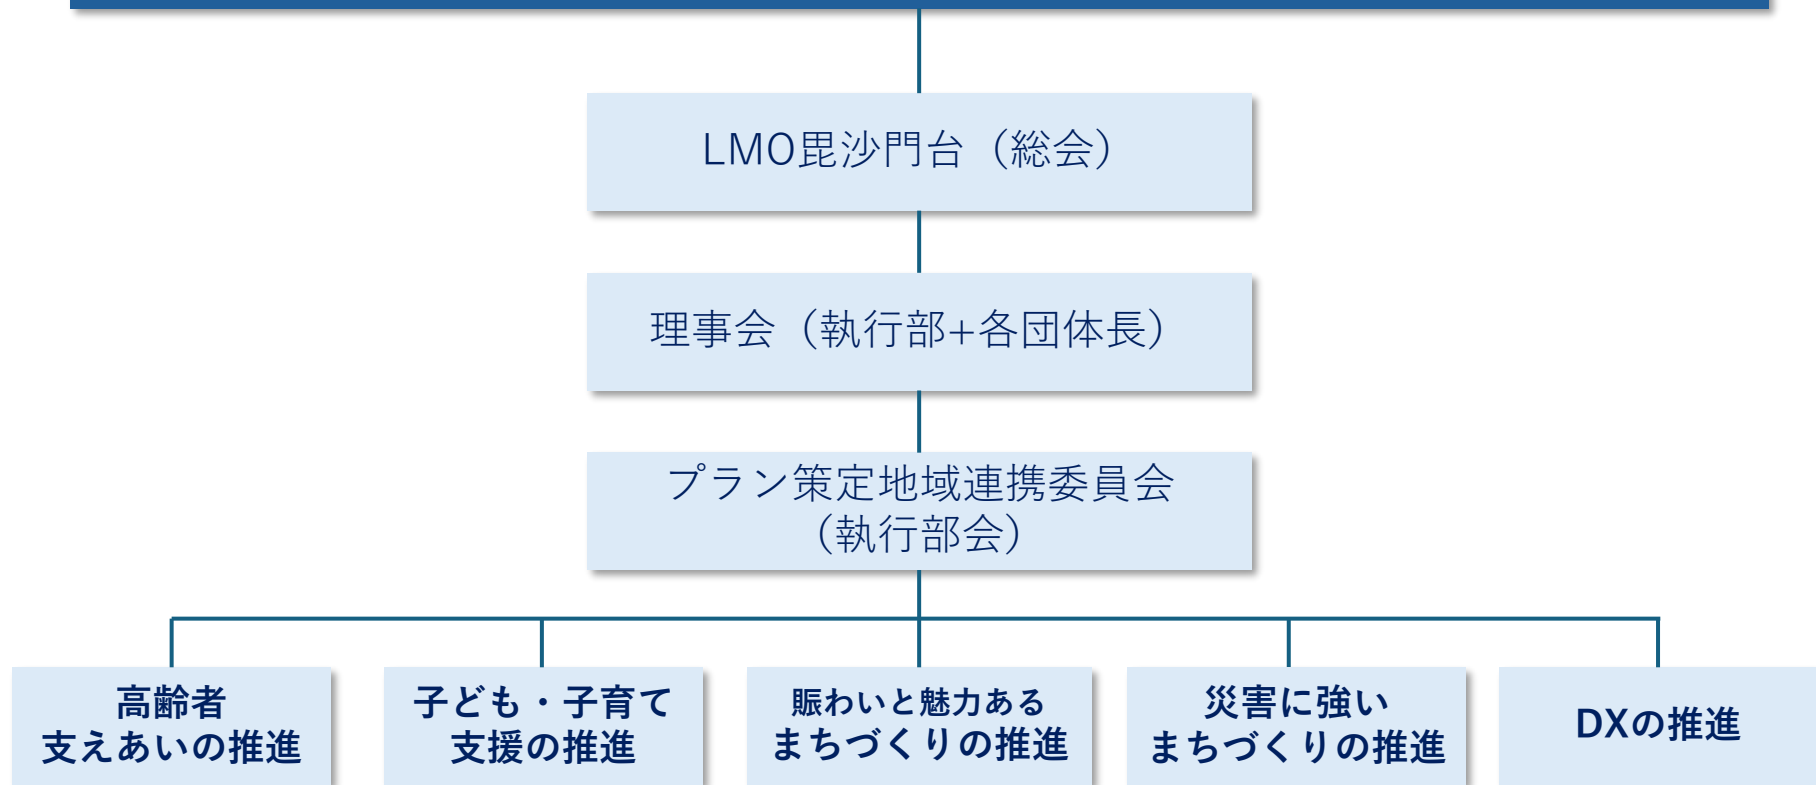 LMO毘沙門台（総会）
理事会（執行部+各団体長）
プラン策定地域連携委員会
（執行部会）
高齢者
支えあいの推進
子ども・子育て
支援の推進
賑わいと魅力ある
まちづくりの推進
災害に強い
まちづくりの推進
DXの推進